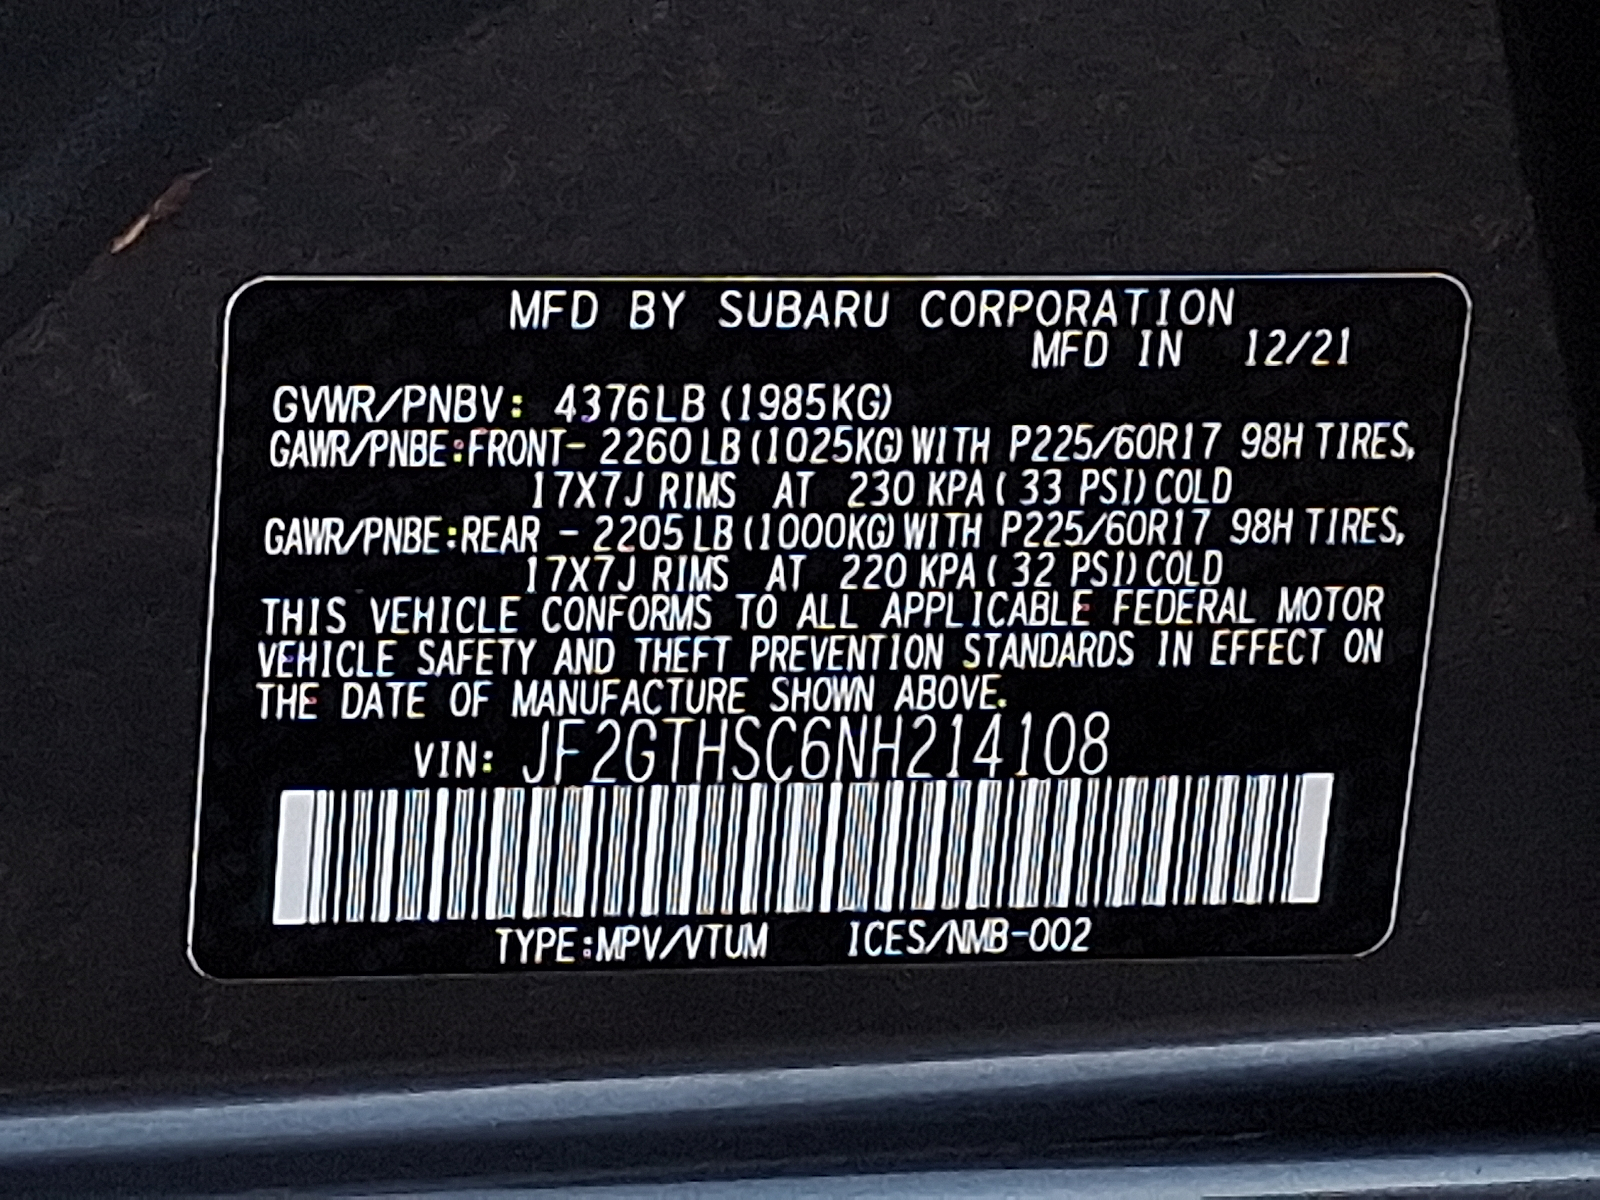 MFD BY SUBARU CORPORATION
MFD IN 12/21
GVWR/PNBV: 4376LB (1985KG)
GAWR/PNBE:FRONT- 2260 LB (1025KG) WITH P225/60R17 98H TIRES,
17X7J RIMS AT 230 KPA ( 33 PSI) COLD
GAWR/PNBE:REAR - 2205 LB (1000KG) WITH P225/60R17 98H TIRES,
17X7J RIMS AT 220 KPA ( 32 PSI) COLD
THIS VEHICLE CONFORMS TO ALL APPLICABLE FEDERAL MOTOR
VEHICLE SAFETY AND THEFT PREVENTION STANDARDS IN EFFECT ON
THE DATE OF MANUFACTURE SHOWN ABOVE.
VIN: JF2GTHSC6NH214108
TYPE:MPV/VTUM ICES/NMB-002